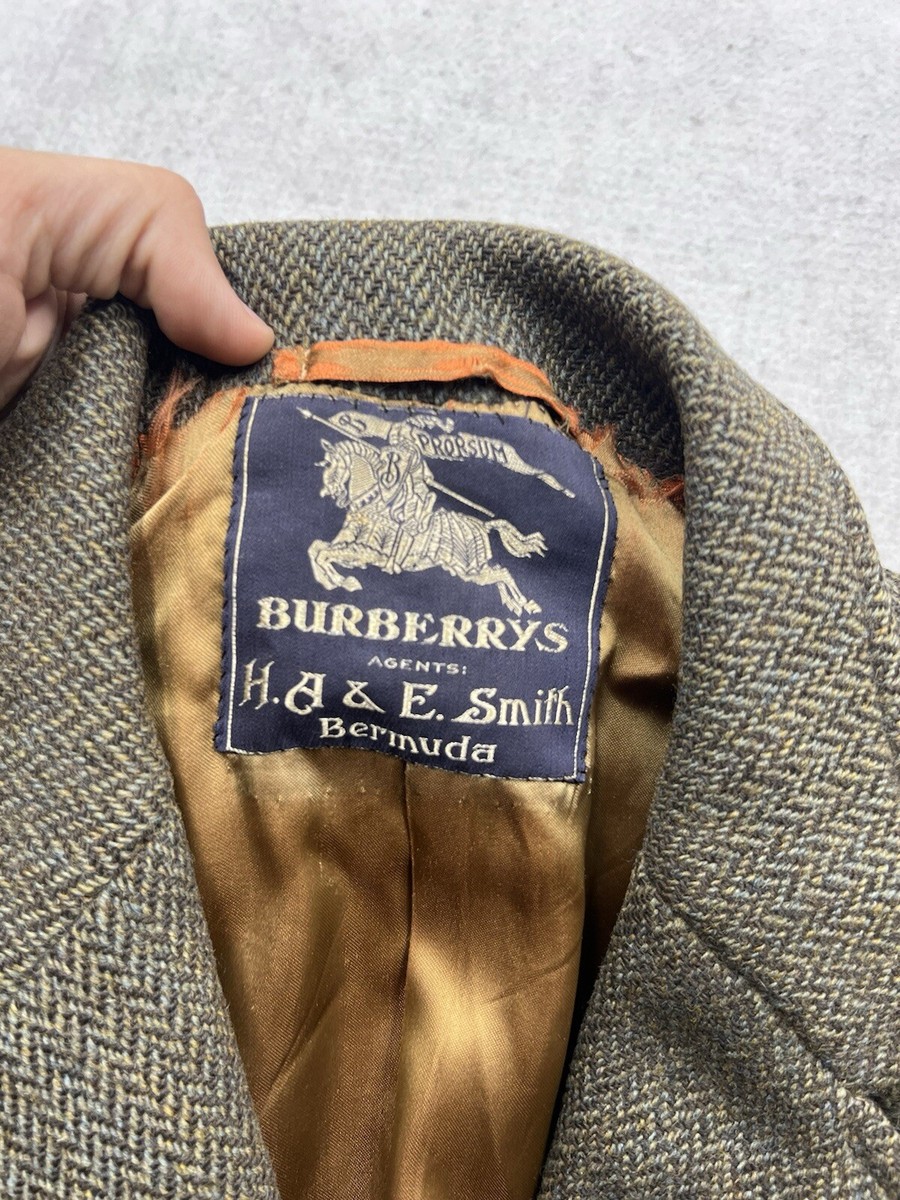 PRORSUM
B
BURBERRYS
AGENTS:
H.A & E. Smith
Bermuda